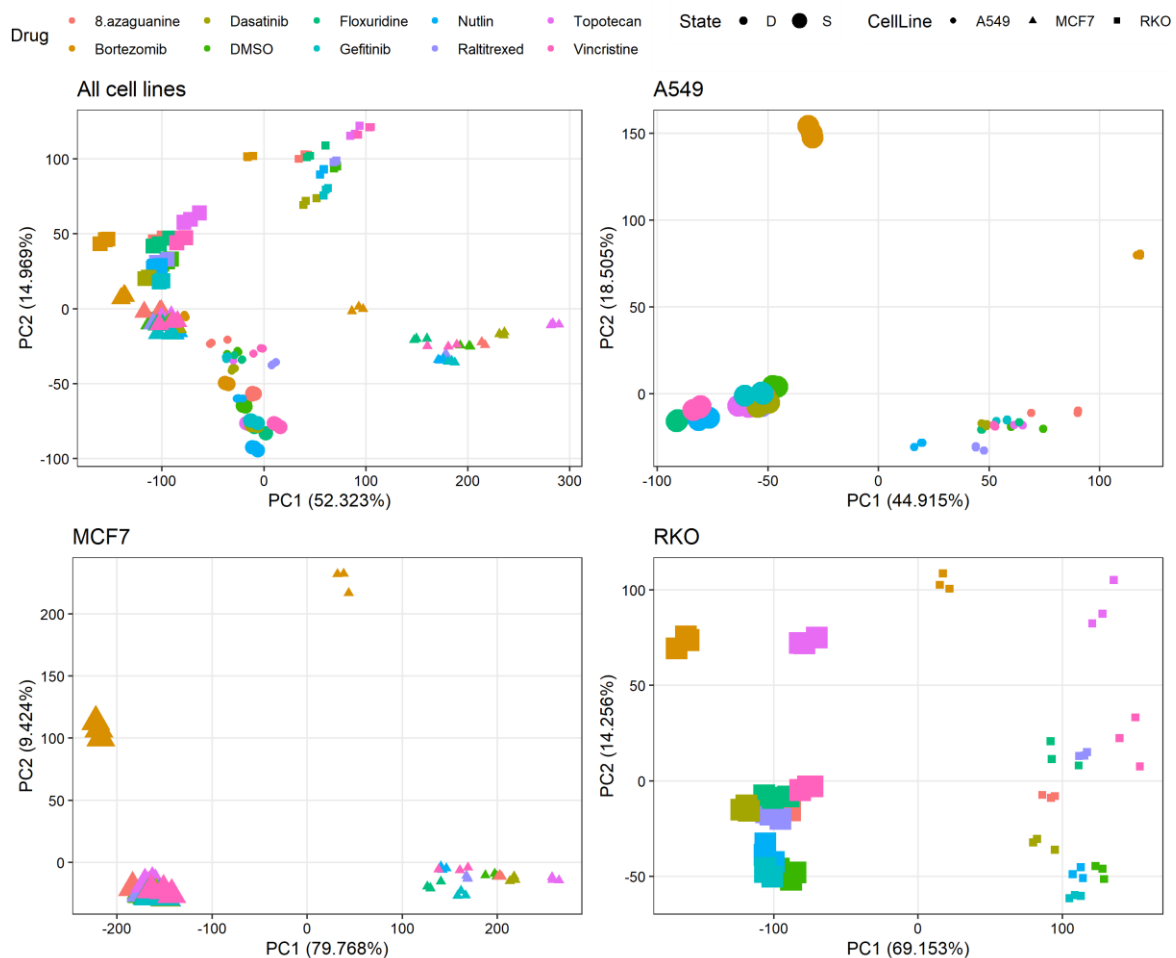 8.azaguanine Dasatinib Floxuridine Nutlin Topotecan State D S CellLine A549 MCF7 RKO
Drug
Bortezomib DMSO Gefitinib Raltitrexed Vincristine
All cell lines
100
50
0
-50
-100
PC2 (14.969%)
-100 0 100 200 300
PC1 (52.323%)
A549
150
100
50
0
PC2 (18.505%)
-100 -50 0 50 100
PC1 (44.915%)
MCF7
200
150
100
50
0
PC2 (9.424%)
-200 -100 0 100 200
PC1 (79.768%)
RKO
100
50
0
-50
PC2 (14.256%)
-100 0 100
PC1 (69.153%)